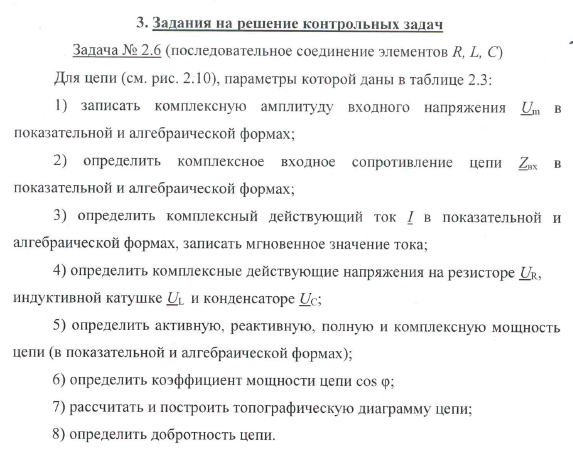 3. Задания на решение контрольных задач
Задача № 2.6 (последовательное соединение элементов R, L, C)
Для цепи (см. рис. 2.10), параметры которой даны в таблице 2.3:
1) записать комплексную амплитуду входного напряжения Um в
показательной и алгебраической формах;
2) определить комплексное входное сопротивление цепи Zвх в
показательной и алгебраической формах;
3) определить комплексный действующий ток I в показательной и
алгебраической формах, записать мгновенное значение тока;
4) определить комплексные действующие напряжения на резисторе UR,
индуктивной катушке UL и конденсаторе UC;
5) определить активную, реактивную, полную и комплексную мощность
цепи (в показательной и алгебраической формах);
6) определить коэффициент мощности цепи cos φ;
7) рассчитать и построить топографическую диаграмму цепи;
8) определить добротность цепи.